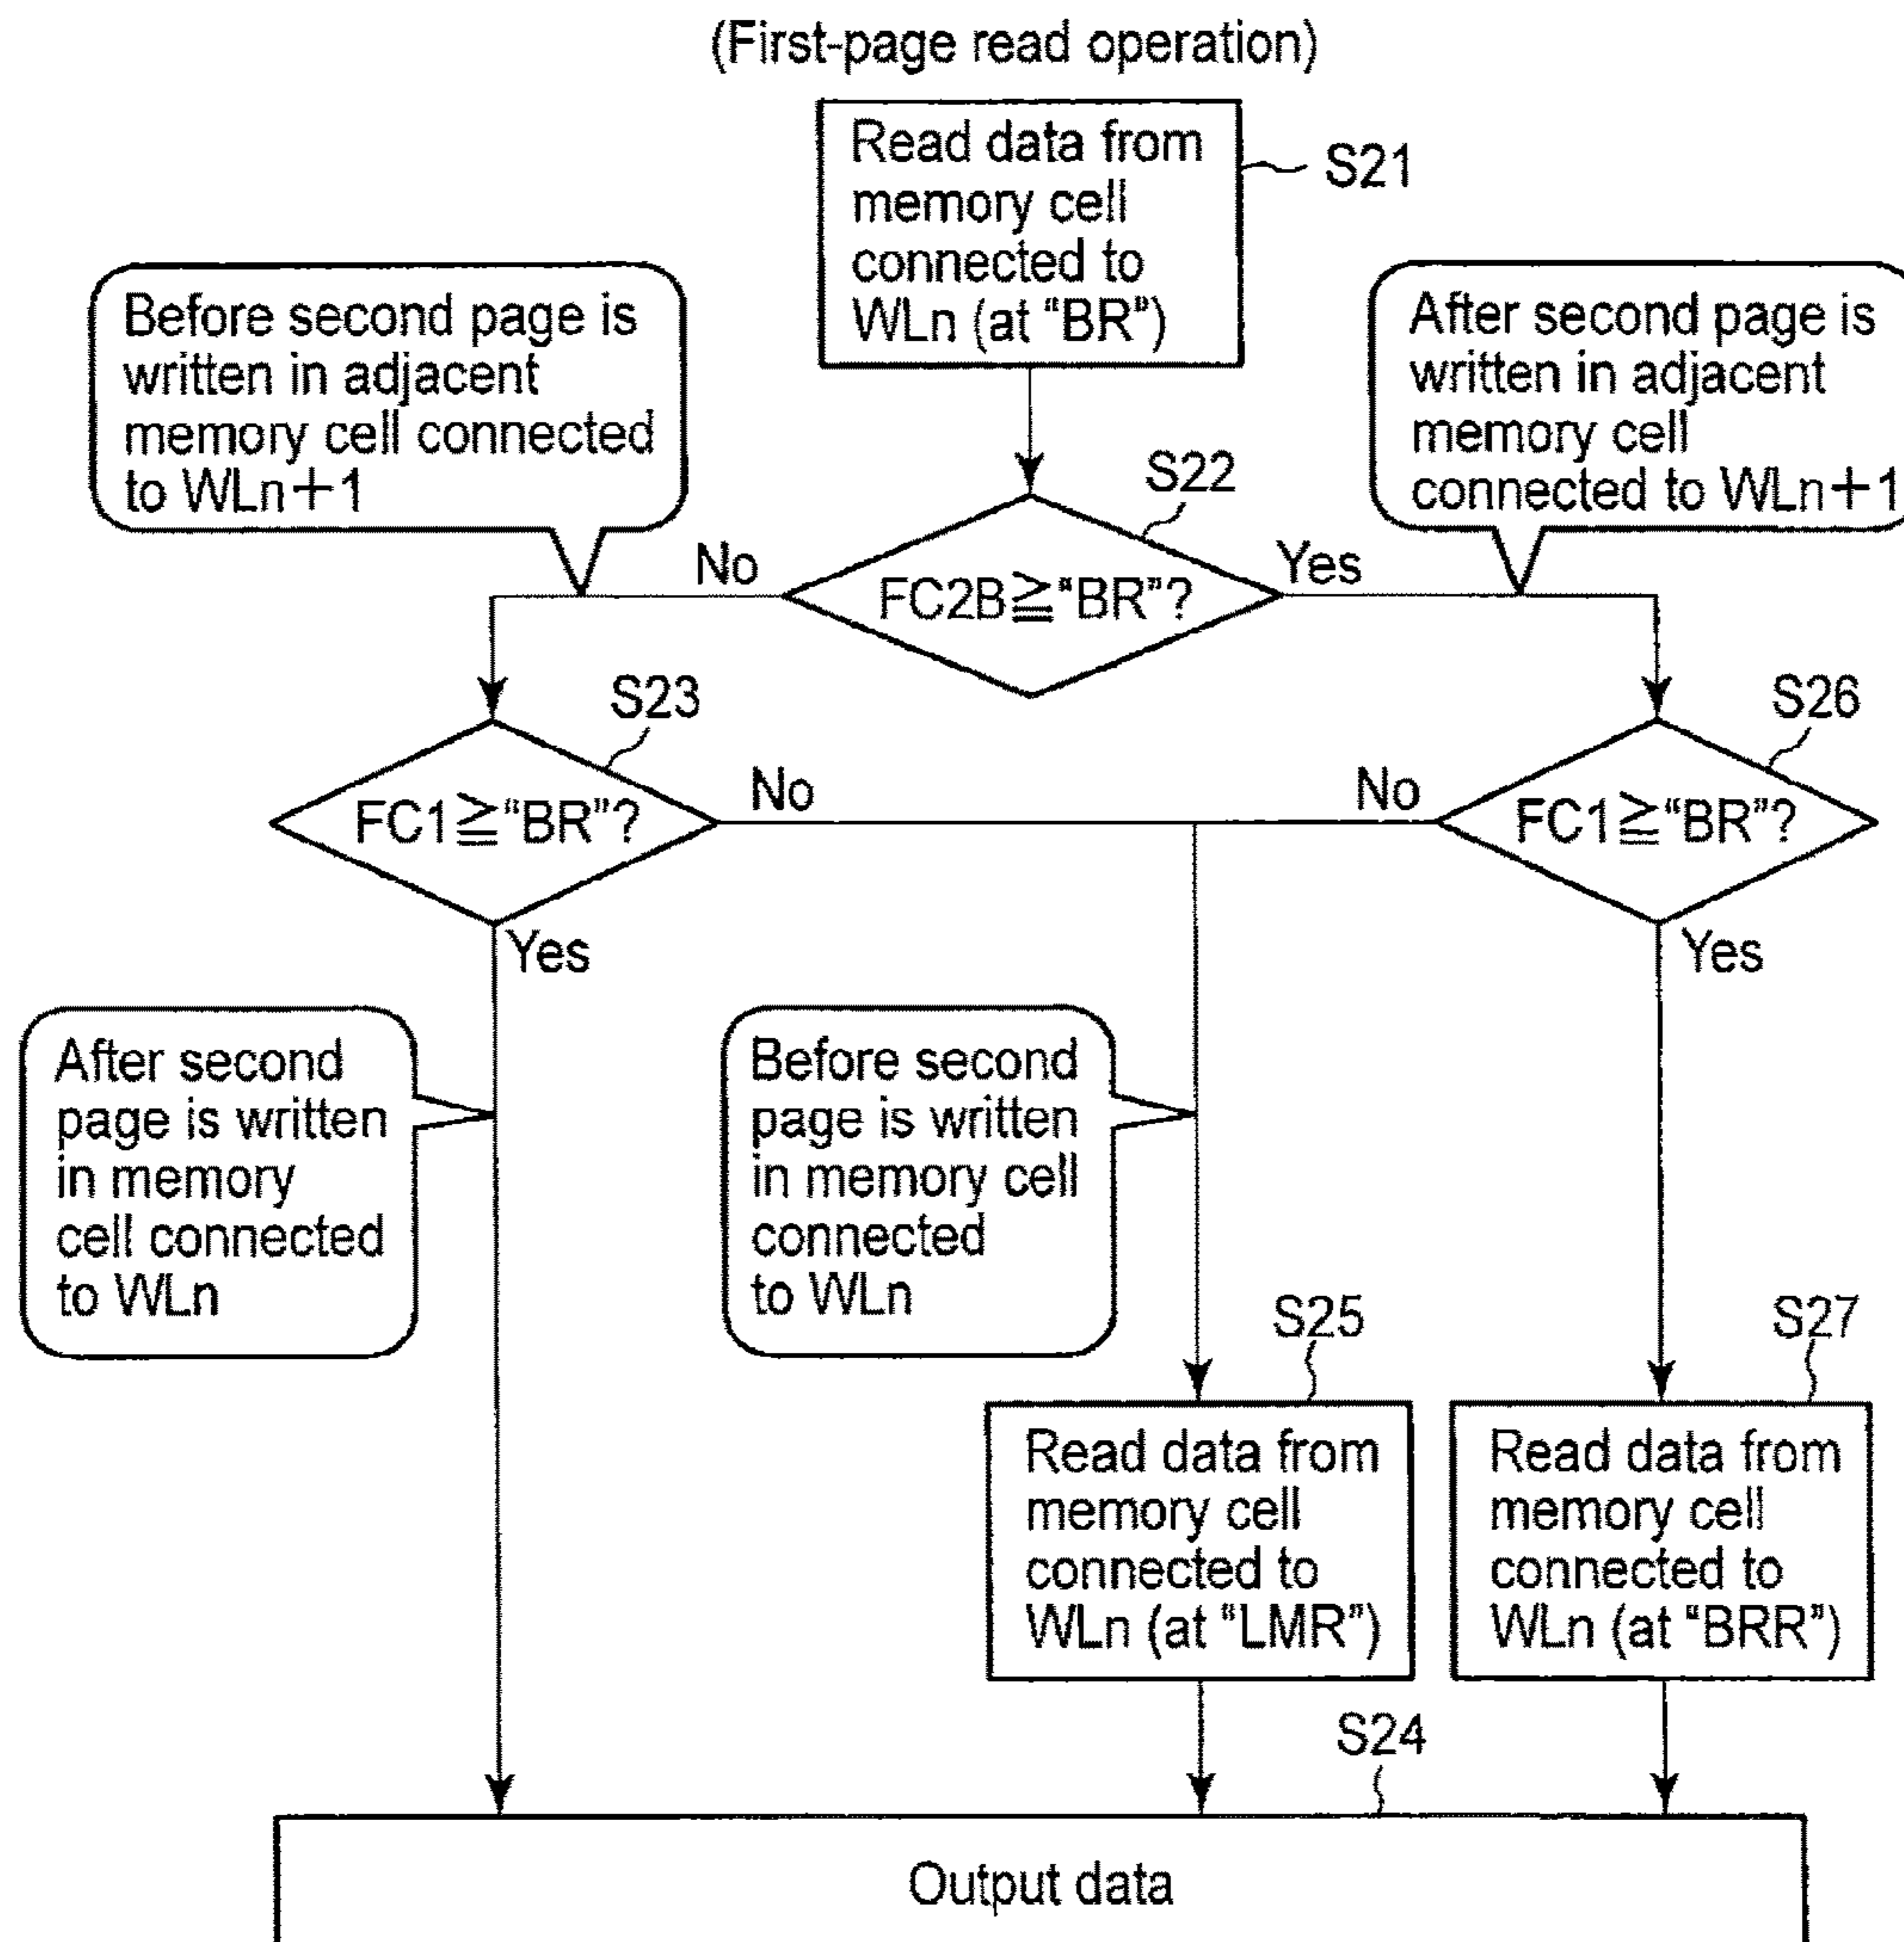 (First-page read operation)
Read data from
memory cell
connected to
WLn (at “BR”)
S21
Before second page is
written in adjacent
memory cell connected
to WLn+1
After second page is
written in adjacent
memory cell
connected to WLn+1
S22
No
FC2B≧“BR”?
Yes
S23
FC1≧“BR”?
No
Yes
S26
No
FC1≧“BR”?
Yes
After second
page is written
in memory
cell connected
to WLn
Before second
page is written
in memory cell
connected
to WLn
S25
Read data from
memory cell
connected to
WLn (at “LMR”)
S27
Read data from
memory cell
connected to
WLn (at “BRR”)
S24
Output data